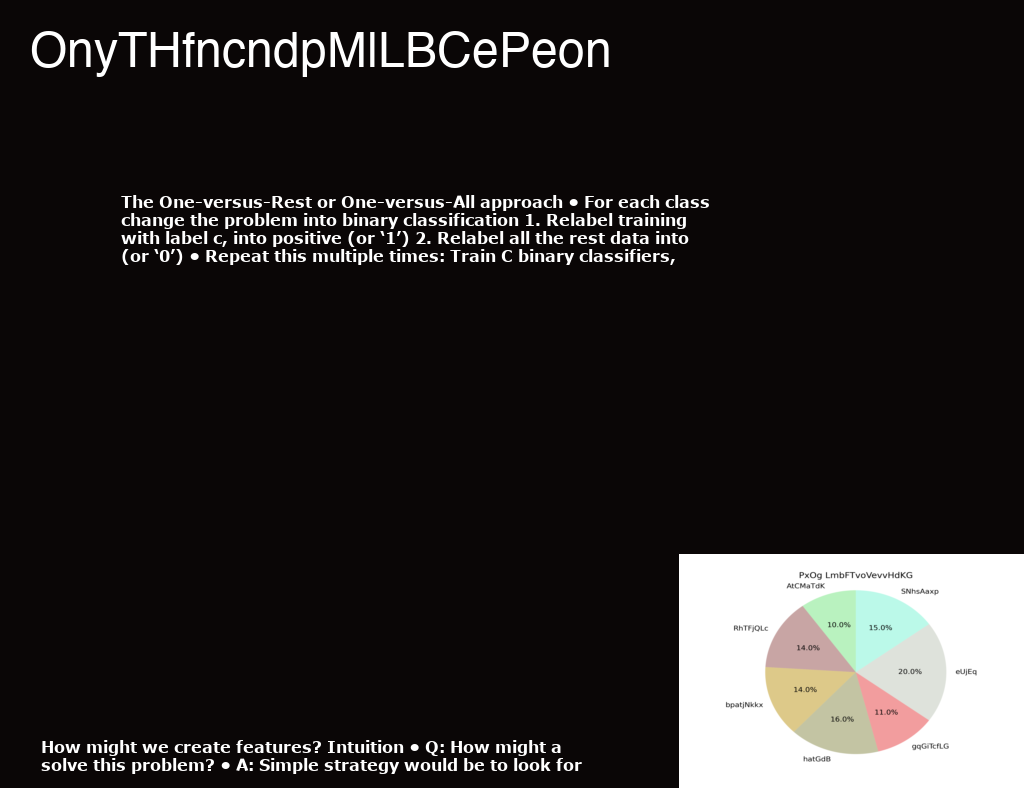 OnyTHfncndpMlLBCePeon
The One-versus-Rest or One-versus-All approach • For each class
change the problem into binary classification 1. Relabel training
with label c, into positive (or ‘1’) 2. Relabel all the rest data into
(or ‘0’) • Repeat this multiple times: Train C binary classifiers,
PxOg LmbFTvoVevvHdKG
AtCMaTdK
SNhsAaxp
10.0%
15.0%
RhTFjQLc
14.0%
20.0%
eUjEq
14.0%
bpatjNkkx
11.0%
16.0%
gqGiTcfLG
hatGdB
How might we create features? Intuition • Q: How might a
solve this problem? • A: Simple strategy would be to look for